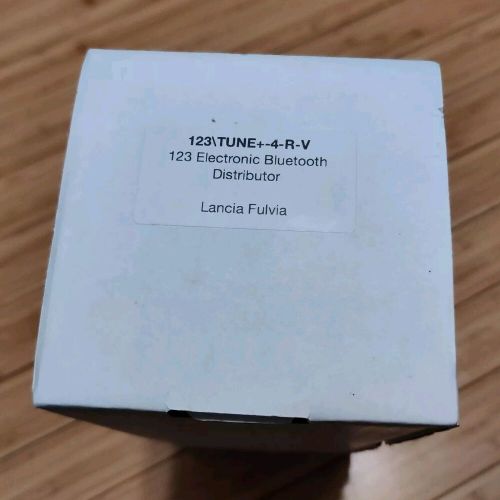 123\TUNE+-4-R-V
123 Electronic Bluetooth
Distributor
Lancia Fulvia